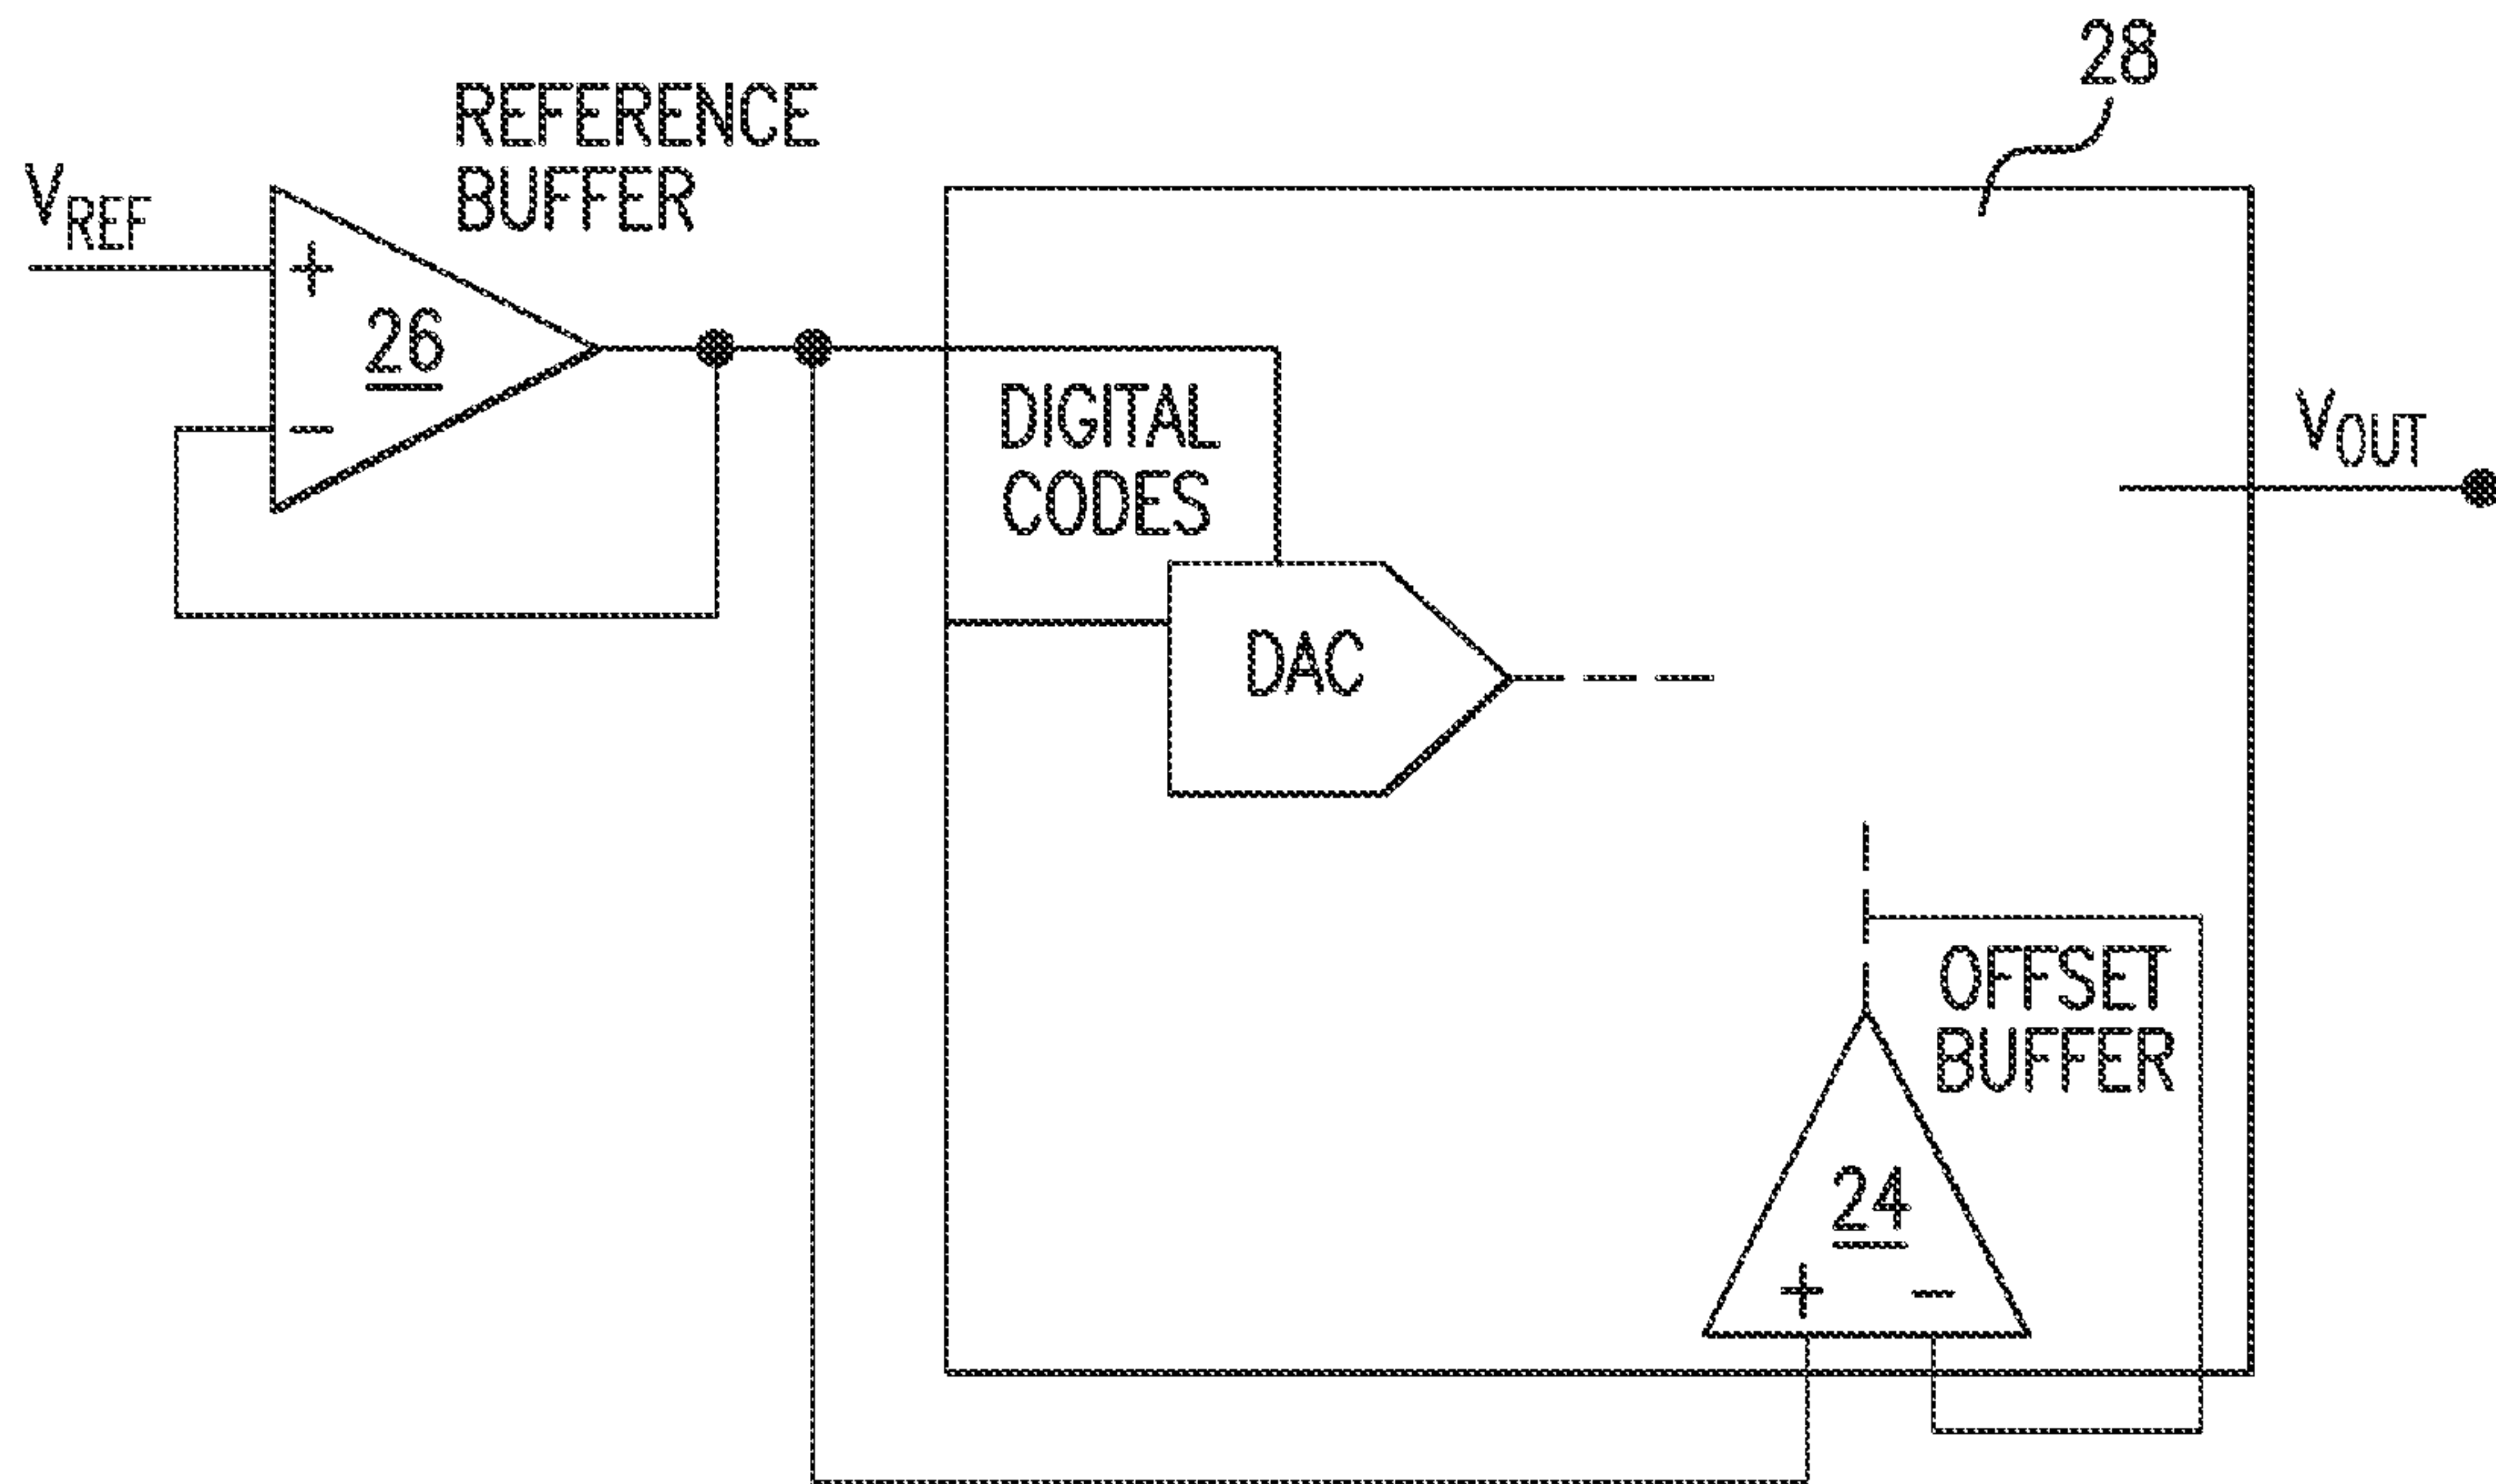 28
REFERENCE
BUFFER
VREF
+
26
−
DIGITAL
CODES
VOUT
DAC
OFFSET
BUFFER
24
+ −